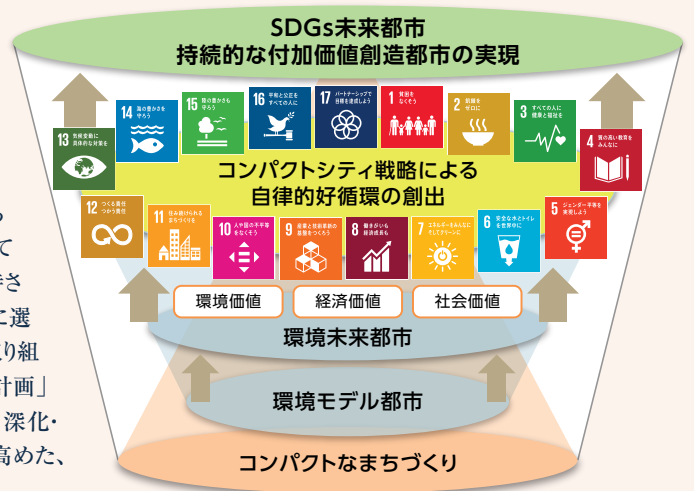 SDGs未来都市
持続的な付加価値創造都市の実現
13 気候変動に
具体的な対策を
14 海の豊かさを
守ろう
15 陸の豊かさも
守ろう
16 平和と公正を
すべての人に
17 パートナーシップで
目標を達成しよう
1 貧困を
なくそう
2 飢餓を
ゼロに
3 すべての人に
健康と福祉を
4 質の高い教育を
みんなに
コンパクトシティ戦略による
自律的好循環の創出
12 つくる責任
つかう責任
11 住み続けられる
まちづくりを
10 人や国の不平等
をなくそう
9 産業と技術革新の
基盤をつくろう
8 働きがいも
経済成長も
7 エネルギーをみんなに
そしてクリーンに
6 安全な水とトイレ
を世界中に
5 ジェンダー平等を
実現しよう
環境価値
経済価値
社会価値
環境未来都市
環境モデル都市
コンパクトなまちづくり
て
に選
り組
計画」
深化・
高めた、